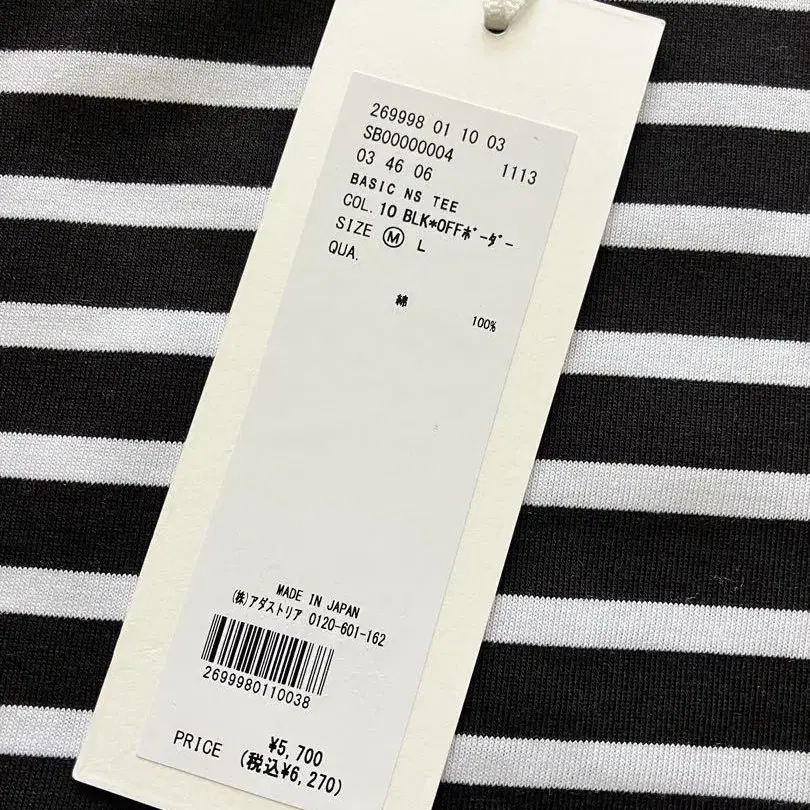 269998 01 10 03
SB00000004 1113
03 46 06
BASIC NS TEE
COL. 10 BLK*OFFﾎﾞｰﾀﾞｰ
SIZE Ⓜ L
QUA.
綿 100%
MADE IN JAPAN
(株)アダストリア 0120-601-162
2699980110038
PRICE ¥5,700
(税込¥6,270)